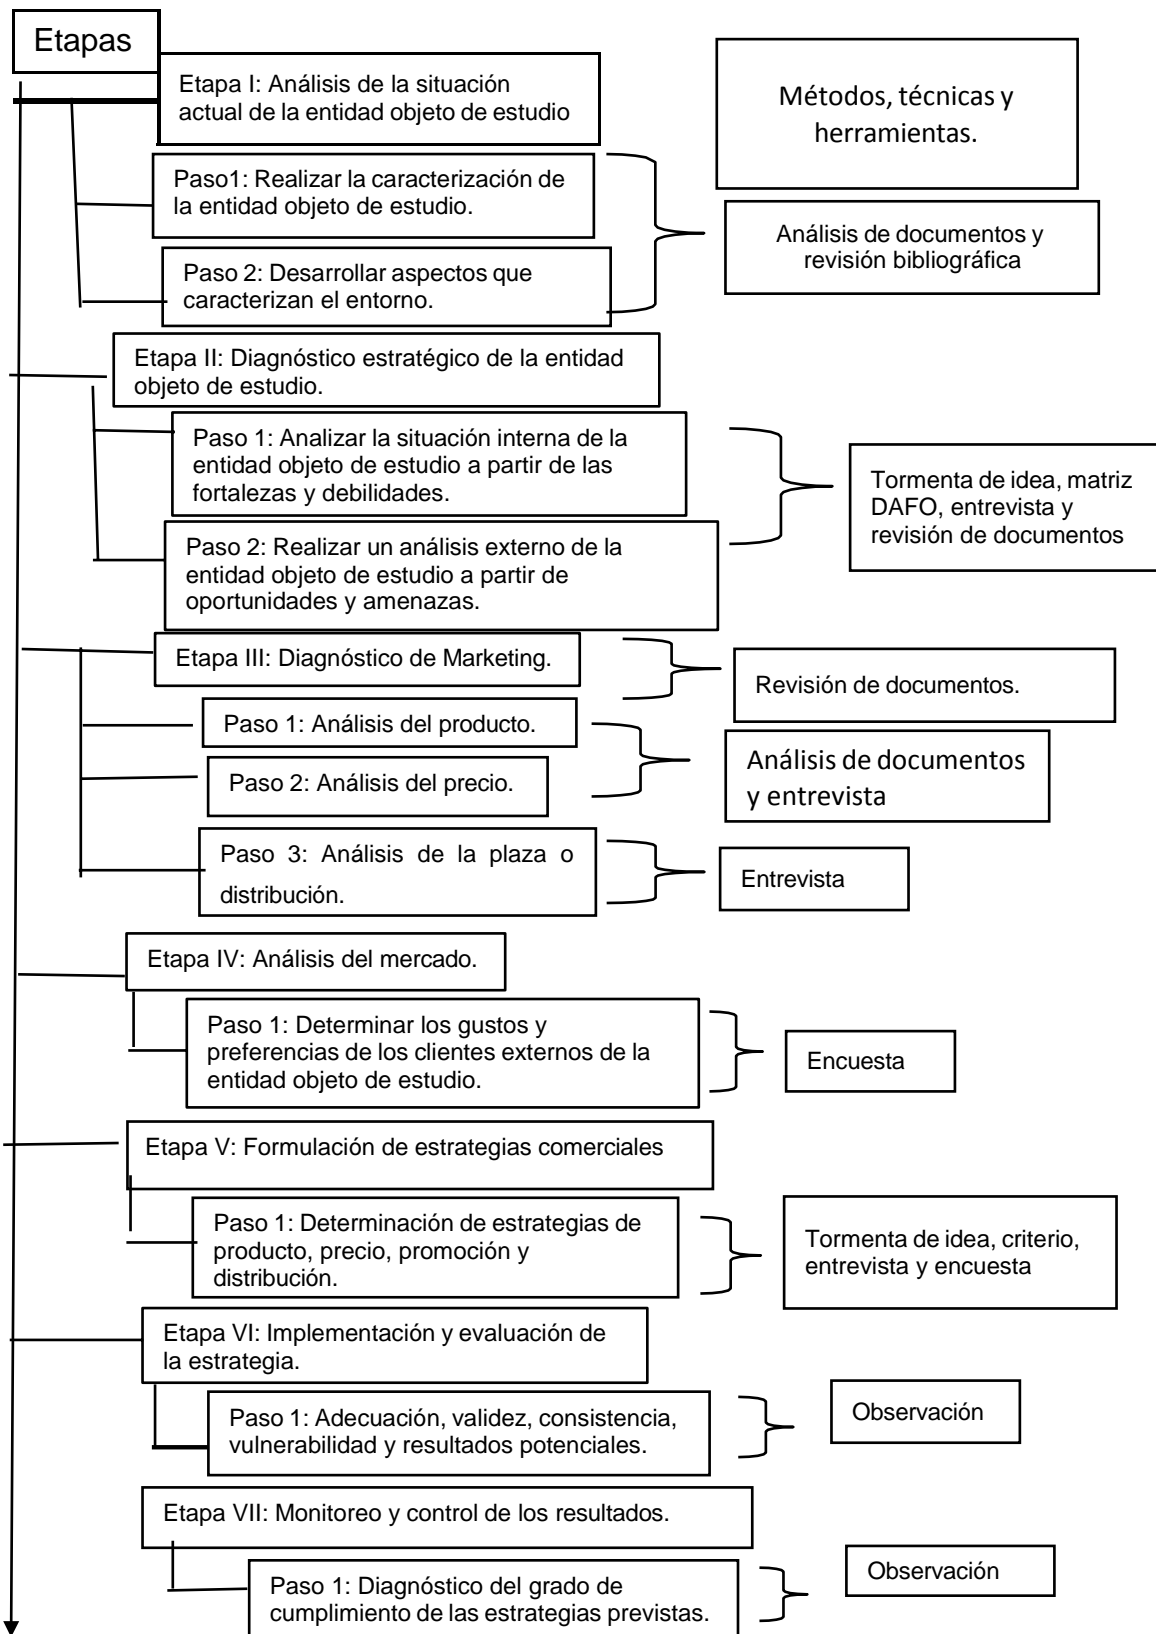 Etapas
Etapa I: Análisis de la situación
actual de la entidad objeto de estudio
Métodos, técnicas y
herramientas.
Paso1: Realizar la caracterización de
la entidad objeto de estudio.
Paso 2: Desarrollar aspectos que
caracterizan el entorno.
Análisis de documentos y
revisión bibliográfica
Etapa II: Diagnóstico estratégico de la entidad
objeto de estudio.
Paso 1: Analizar la situación interna de la
entidad objeto de estudio a partir de las
fortalezas y debilidades.
Paso 2: Realizar un análisis externo de la
entidad objeto de estudio a partir de
oportunidades y amenazas.
Tormenta de idea, matriz
DAFO, entrevista y
revisión de documentos
Etapa III: Diagnóstico de Marketing.
Revisión de documentos.
Paso 1: Análisis del producto.
Paso 2: Análisis del precio.
Análisis de documentos
y entrevista
Paso 3: Análisis de la plaza o
distribución.
Entrevista
Etapa IV: Análisis del mercado.
Paso 1: Determinar los gustos y
preferencias de los clientes externos de la
entidad objeto de estudio.
Encuesta
Etapa V: Formulación de estrategias comerciales
Paso 1: Determinación de estrategias de
producto, precio, promoción y
distribución.
Tormenta de idea, criterio,
entrevista y encuesta
Etapa VI: Implementación y evaluación de
la estrategia.
Paso 1: Adecuación, validez, consistencia,
vulnerabilidad y resultados potenciales.
Observación
Etapa VII: Monitoreo y control de los resultados.
Paso 1: Diagnóstico del grado de
cumplimiento de las estrategias previstas.
Observación